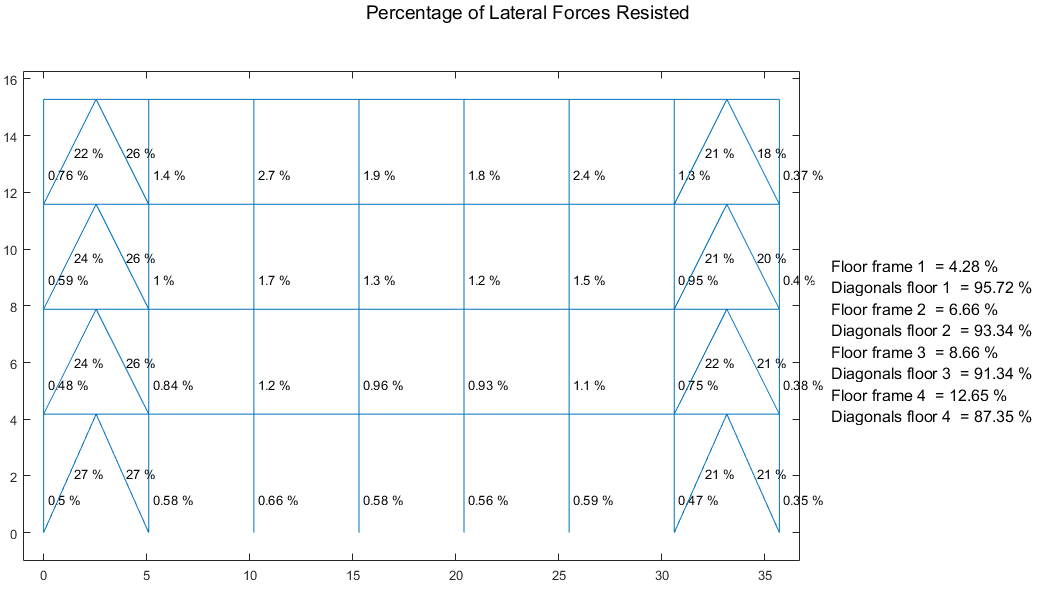 Percentage of Lateral Forces Resisted
16
14
12
10
8
6
4
2
0
22 % 26 % 21 % 18 %
0.76 % 1.4 % 2.7 % 1.9 % 1.8 % 2.4 % 1.3 % 0.37 %
24 % 26 % 21 % 20 %
0.59 % 1 % 1.7 % 1.3 % 1.2 % 1.5 % 0.95 % 0.4 %
24 % 26 % 22 % 21 %
0.48 % 0.84 % 1.2 % 0.96 % 0.93 % 1.1 % 0.75 % 0.38 %
27 % 27 % 21 % 21 %
0.5 % 0.58 % 0.66 % 0.58 % 0.56 % 0.59 % 0.47 % 0.35 %
0 5 10 15 20 25 30 35
Floor frame 1 = 4.28 %
Diagonals floor 1 = 95.72 %
Floor frame 2 = 6.66 %
Diagonals floor 2 = 93.34 %
Floor frame 3 = 8.66 %
Diagonals floor 3 = 91.34 %
Floor frame 4 = 12.65 %
Diagonals floor 4 = 87.35 %